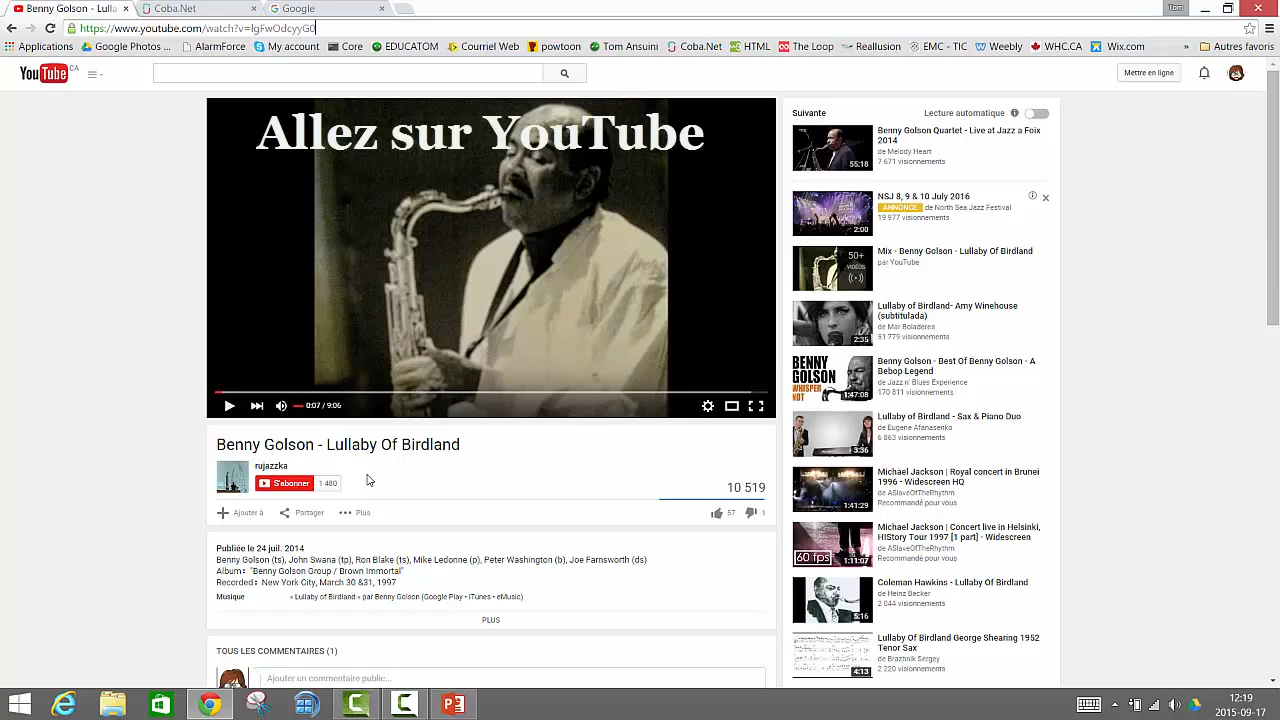 Benny Golson - Lulla
Coba.Net
Google
Tom
https://www.youtube.com/watch?v=IgFwOdcyyG0
Applications
Google Photos ...
AlarmForce
My account
Core
EDUCATOM
Courriel Web
powtoon
Tom Ansuini
Coba.Net
HTML
The Loop
Reallusion
EMC - TIC
Weebly
WHC.CA
Wix.com
»
Autres favoris
YouTube CA
Mettre en ligne
Allez sur YouTube
0:07 / 9:06
Benny Golson - Lullaby Of Birdland
rujazzka
S'abonner 1 480
10 519
Ajouter à
Partager
Plus
57
1
Publiée le 24 juil. 2014
Benny Golson (ts), John Swana (tp), Ron Blake (ts), Mike Ledonne (p), Peter Washington (b), Joe Farnsworth (ds)
Album : "Benny Golson Group / Brown Immortal"
Recorded : New York City, March 30 &31, 1997
Musique « Lullaby of Birdland » par Benny Golson (Google Play • iTunes • eMusic)
PLUS
TOUS LES COMMENTAIRES (1)
Ajouter un commentaire public...
Suivante
Lecture automatique
Benny Golson Quartet - Live at Jazz a Foix
2014
de Melody Heart
7 671 visionnements
55:18
NSJ 8, 9 & 10 July 2016
ANNONCE de North Sea Jazz Festival
19 977 visionnements
2:00
Mix - Benny Golson - Lullaby Of Birdland
par YouTube
50+
VIDÉOS
Lullaby of Birdland- Amy Winehouse
(subtitulada)
de Mar Boladeres
51 779 visionnements
2:35
Benny Golson - Best Of Benny Golson - A
Bebop Legend
de Jazz n' Blues Experience
170 811 visionnements
BENNY
GOLSON
WHISPER
NOT
1:47:08
Lullaby of Birdland - Sax & Piano Duo
de Eugene Afanasenko
6 863 visionnements
3:36
Michael Jackson | Royal concert in Brunei
1996 - Widescreen HQ
de ASlaveOfTheRhythm
Recommandé pour vous
1:41:29
Michael Jackson | Concert live in Helsinki,
HIStory Tour 1997 [1 part] - Widescreen
de ASlaveOfTheRhythm
Recommandé pour vous
60 fps
1:11:07
Coleman Hawkins - Lullaby Of Birdland
de Heinz Becker
2 044 visionnements
5:16
Lullaby Of Birdland George Shearing 1952
Tenor Sax
de Brazhnik Sergey
2 220 visionnements
4:13
12:19
2015-09-17